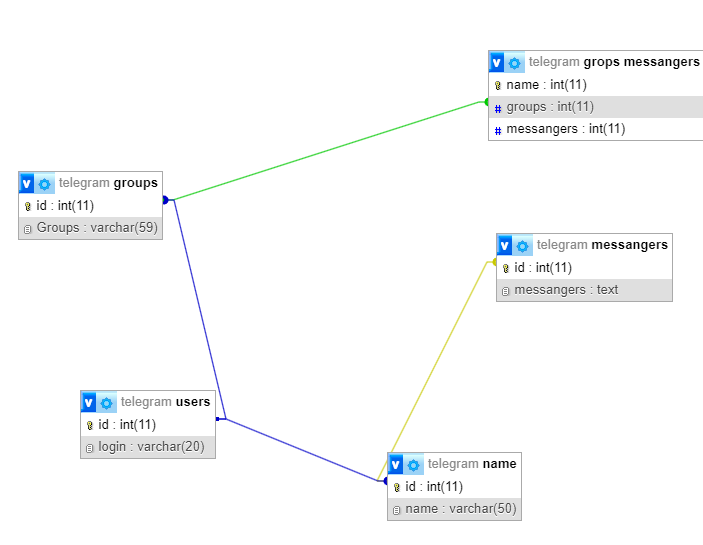 v telegram grops messangers
name : int(11)
# groups : int(11)
# messangers : int(11)
v telegram groups
id : int(11)
Groups : varchar(59)
v telegram messangers
id : int(11)
messangers : text
v telegram users
id : int(11)
login : varchar(20)
v telegram name
id : int(11)
name : varchar(50)